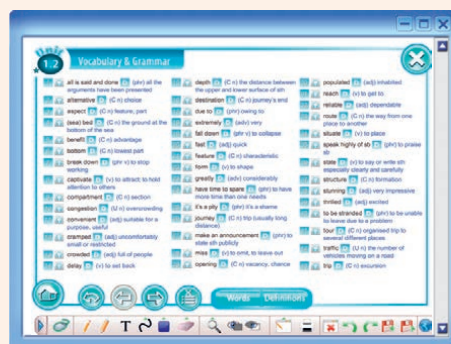 Unit
1.2
Vocabulary & Grammar
all is said and done (phr) all the
arguments have been presented
alternative (C n) choice
aspect (C n) feature, part
(sea) bed (C n) the ground at the
bottom of the sea
benefit (C n) advantage
bottom (C n) lowest part
break down (phr v) to stop
working
captivate (v) to attract to hold
attention to others
compartment (C n) section
congestion (U n) overcrowding
convenient (adj) suitable for a
purpose, useful
cramped (adj) uncomfortably
small or restricted
crowded (adj) full of people
delay (v) to set back
depth (C n) the distance between
the upper and lower surface of sth
destination (C n) journey's end
due to (phr) owing to
extremely (adv) very
fall down (phr v) to collapse
fast (adj) quick
feature (C n) characteristic
form (v) to shape
greatly (adv) considerably
have time to spare (phr) to have
more time than one needs
it's a pity (phr) it's a shame
journey (C n) trip (usually long
distance)
make an announcement (phr) to
state sth publicly
miss (v) to omit, to leave out
opening (C n) vacancy, chance
populated (adj) inhabited
reach (v) to get to
reliable (adj) dependable
route (C n) the way from one
place to another
situate (v) to place
speak highly of sb (phr) to praise
sb
state (v) to say or write sth
especially clearly and carefully
structure (C n) formation
stunning (adj) very impressive
thrilled (adj) excited
to be stranded (phr) to be unable
to leave due to a problem
tour (C n) organised trip to
several different places
traffic (U n) the number of
vehicles moving on a road
trip (C n) excursion
Words Definitions
T